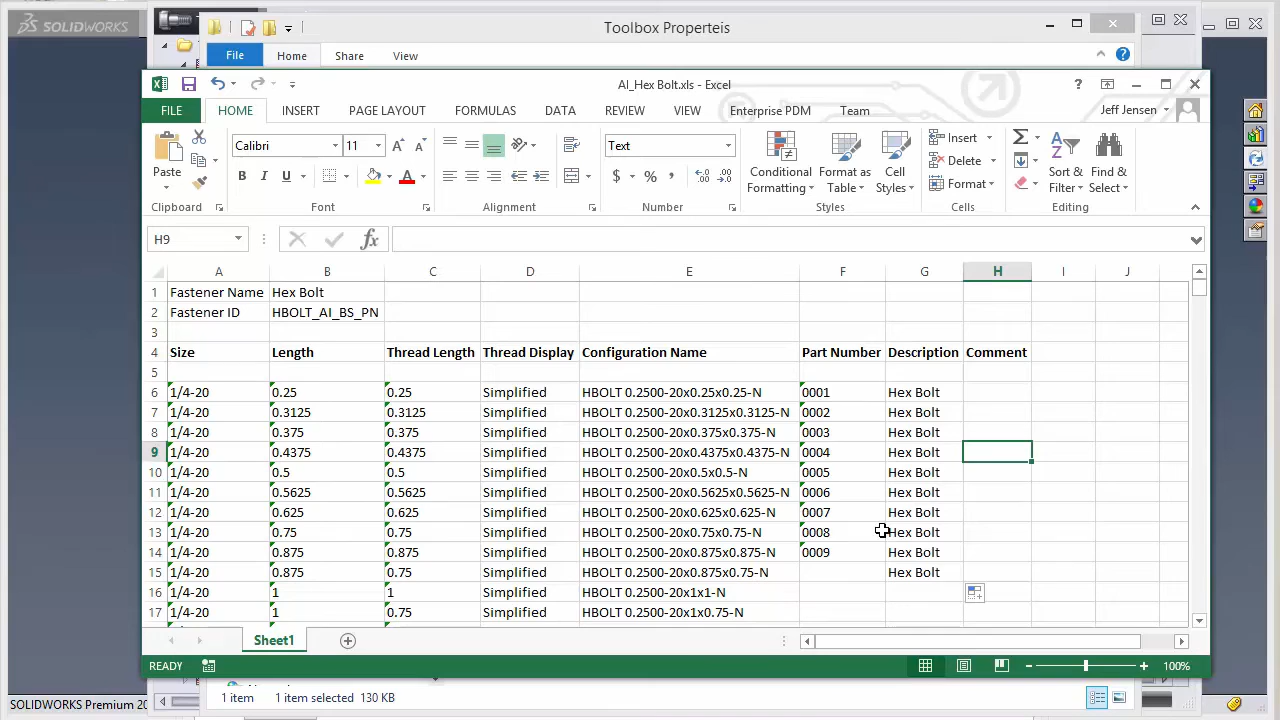 SOLIDWORKS
Toolbox Properteis
File Home Share View
AI_Hex Bolt.xls - Excel
FILE HOME INSERT PAGE LAYOUT FORMULAS DATA REVIEW VIEW Enterprise PDM Team Jeff Jensen
Paste
Calibri 11
B I U A
Text
$ %
Conditional Formatting
Format as Table
Cell Styles
Insert
Delete
Format
Sort & Filter
Find & Select
Clipboard Font Alignment Number Styles Cells Editing
H9 fx
A B C D E F G H I J
1 Fastener Name Hex Bolt
2 Fastener ID HBOLT_AI_BS_PN
3
4 Size Length Thread Length Thread Display Configuration Name Part Number Description Comment
5
6 1/4-20 0.25 0.25 Simplified HBOLT 0.2500-20x0.25x0.25-N 0001 Hex Bolt
7 1/4-20 0.3125 0.3125 Simplified HBOLT 0.2500-20x0.3125x0.3125-N 0002 Hex Bolt
8 1/4-20 0.375 0.375 Simplified HBOLT 0.2500-20x0.375x0.375-N 0003 Hex Bolt
9 1/4-20 0.4375 0.4375 Simplified HBOLT 0.2500-20x0.4375x0.4375-N 0004 Hex Bolt
10 1/4-20 0.5 0.5 Simplified HBOLT 0.2500-20x0.5x0.5-N 0005 Hex Bolt
11 1/4-20 0.5625 0.5625 Simplified HBOLT 0.2500-20x0.5625x0.5625-N 0006 Hex Bolt
12 1/4-20 0.625 0.625 Simplified HBOLT 0.2500-20x0.625x0.625-N 0007 Hex Bolt
13 1/4-20 0.75 0.75 Simplified HBOLT 0.2500-20x0.75x0.75-N 0008 Hex Bolt
14 1/4-20 0.875 0.875 Simplified HBOLT 0.2500-20x0.875x0.875-N 0009 Hex Bolt
15 1/4-20 0.875 0.75 Simplified HBOLT 0.2500-20x0.875x0.75-N Hex Bolt
16 1/4-20 1 1 Simplified HBOLT 0.2500-20x1x1-N
17 1/4-20 1 0.75 Simplified HBOLT 0.2500-20x1x0.75-N
Sheet1
READY 100%
1 item 1 item selected 130 KB
SOLIDWORKS Premium 20